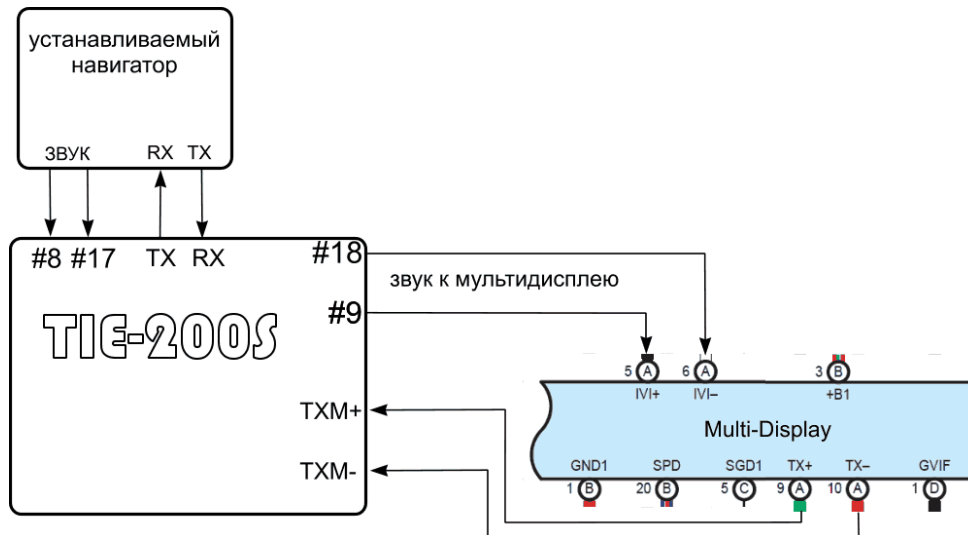 устанавливаемый
навигатор
ЗВУК RX TX
#8 #17 TX RX #18
звук к мультидисплею
#9
TIE-200S
5 A 6 A 3 B
IVI+ IVI– +B1
TXM+
Multi-Display
TXM-
GND1 SPD SGD1 TX+ TX– GVIF
1 B 20 B 5 C 9 A 10 A 1 D